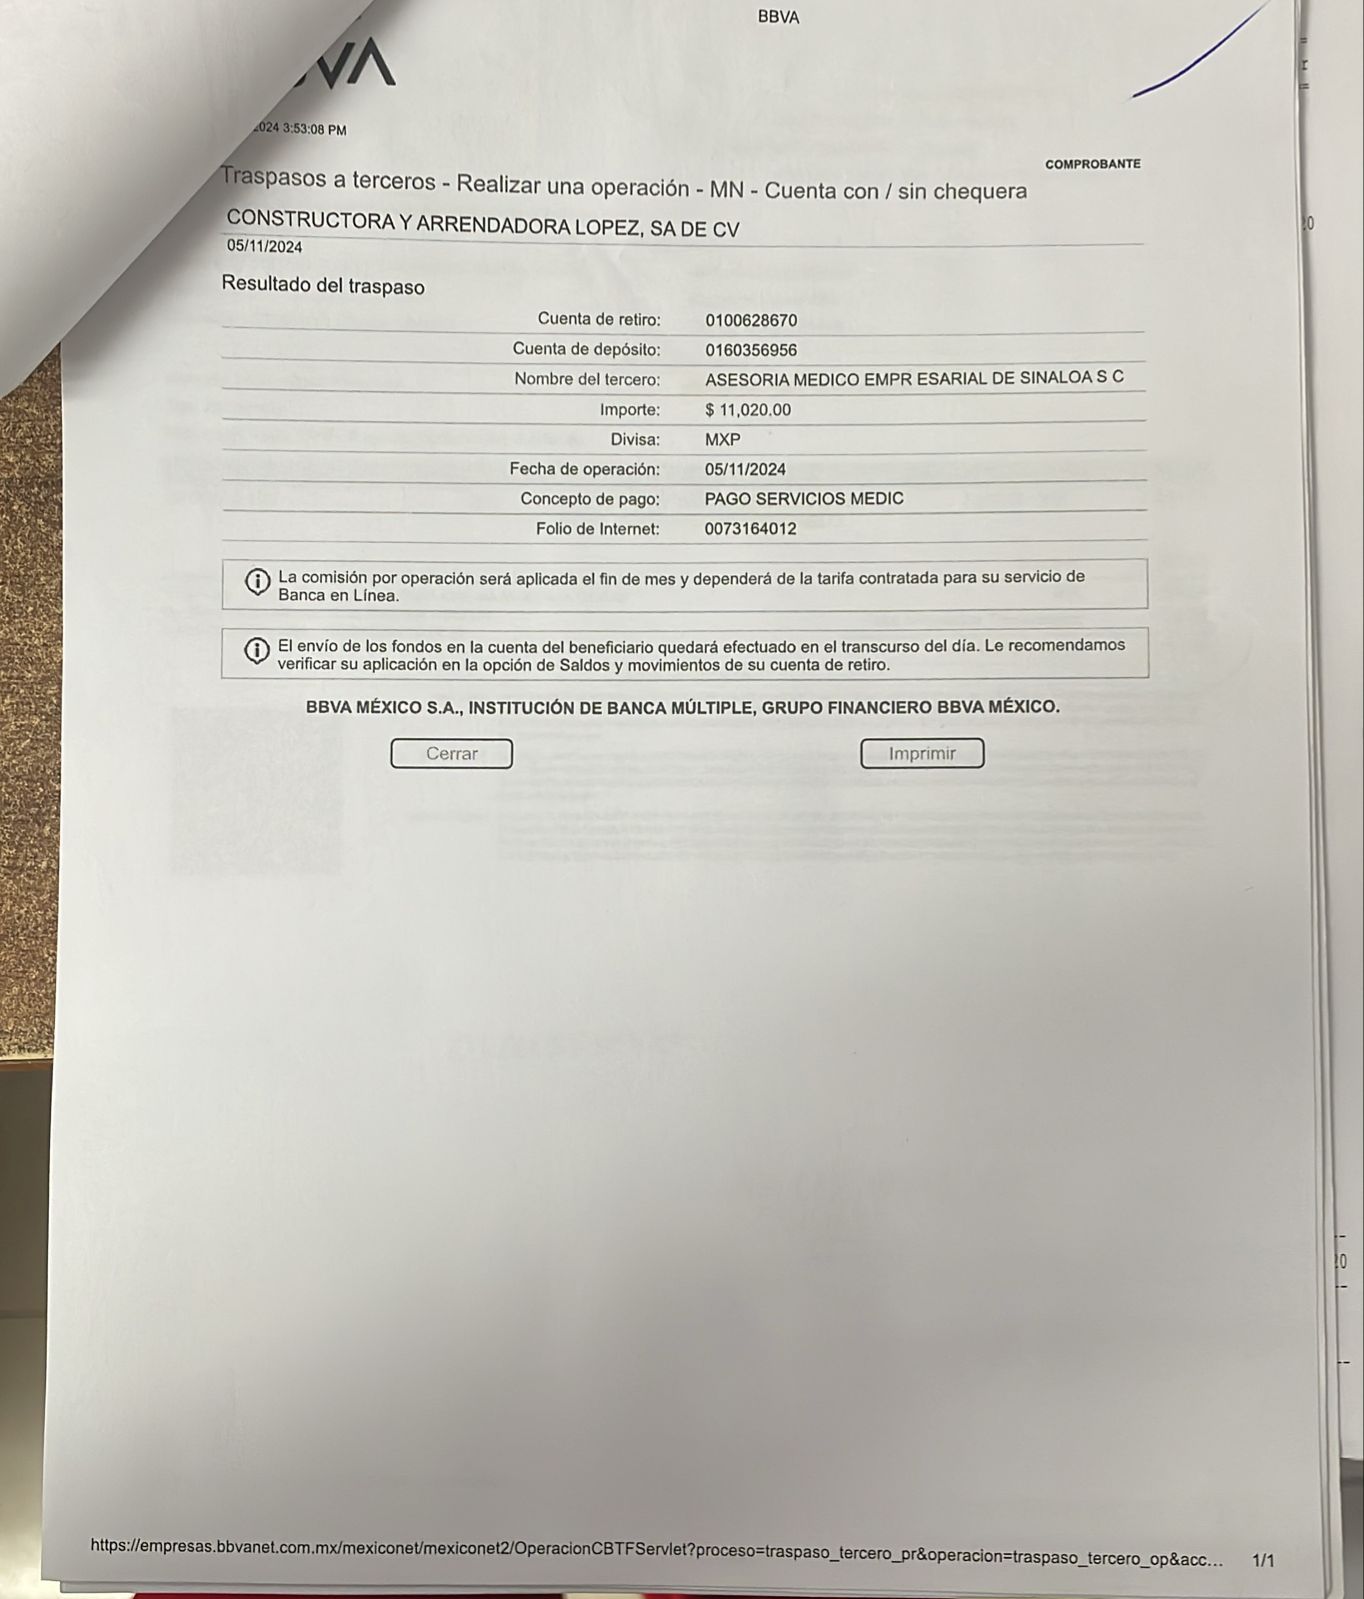 BBVA
VA
2024 3:53:08 PM
COMPROBANTE
Traspasos a terceros - Realizar una operación - MN - Cuenta con / sin chequera
CONSTRUCTORA Y ARRENDADORA LOPEZ, SA DE CV
05/11/2024
Resultado del traspaso
Cuenta de retiro: 0100628670
Cuenta de depósito: 0160356956
Nombre del tercero: ASESORIA MEDICO EMPR ESARIAL DE SINALOA S C
Importe: $ 11,020.00
Divisa: MXP
Fecha de operación: 05/11/2024
Concepto de pago: PAGO SERVICIOS MEDIC
Folio de Internet: 0073164012
La comisión por operación será aplicada el fin de mes y dependerá de la tarifa contratada para su servicio de
Banca en Línea.
El envío de los fondos en la cuenta del beneficiario quedará efectuado en el transcurso del día. Le recomendamos
verificar su aplicación en la opción de Saldos y movimientos de su cuenta de retiro.
BBVA MÉXICO S.A., INSTITUCIÓN DE BANCA MÚLTIPLE, GRUPO FINANCIERO BBVA MÉXICO.
Cerrar Imprimir
https://empresas.bbvanet.com.mx/mexiconet/mexiconet2/OperacionCBTFServlet?proceso=traspaso_tercero_pr&operacion=traspaso_tercero_op&acc... 1/1